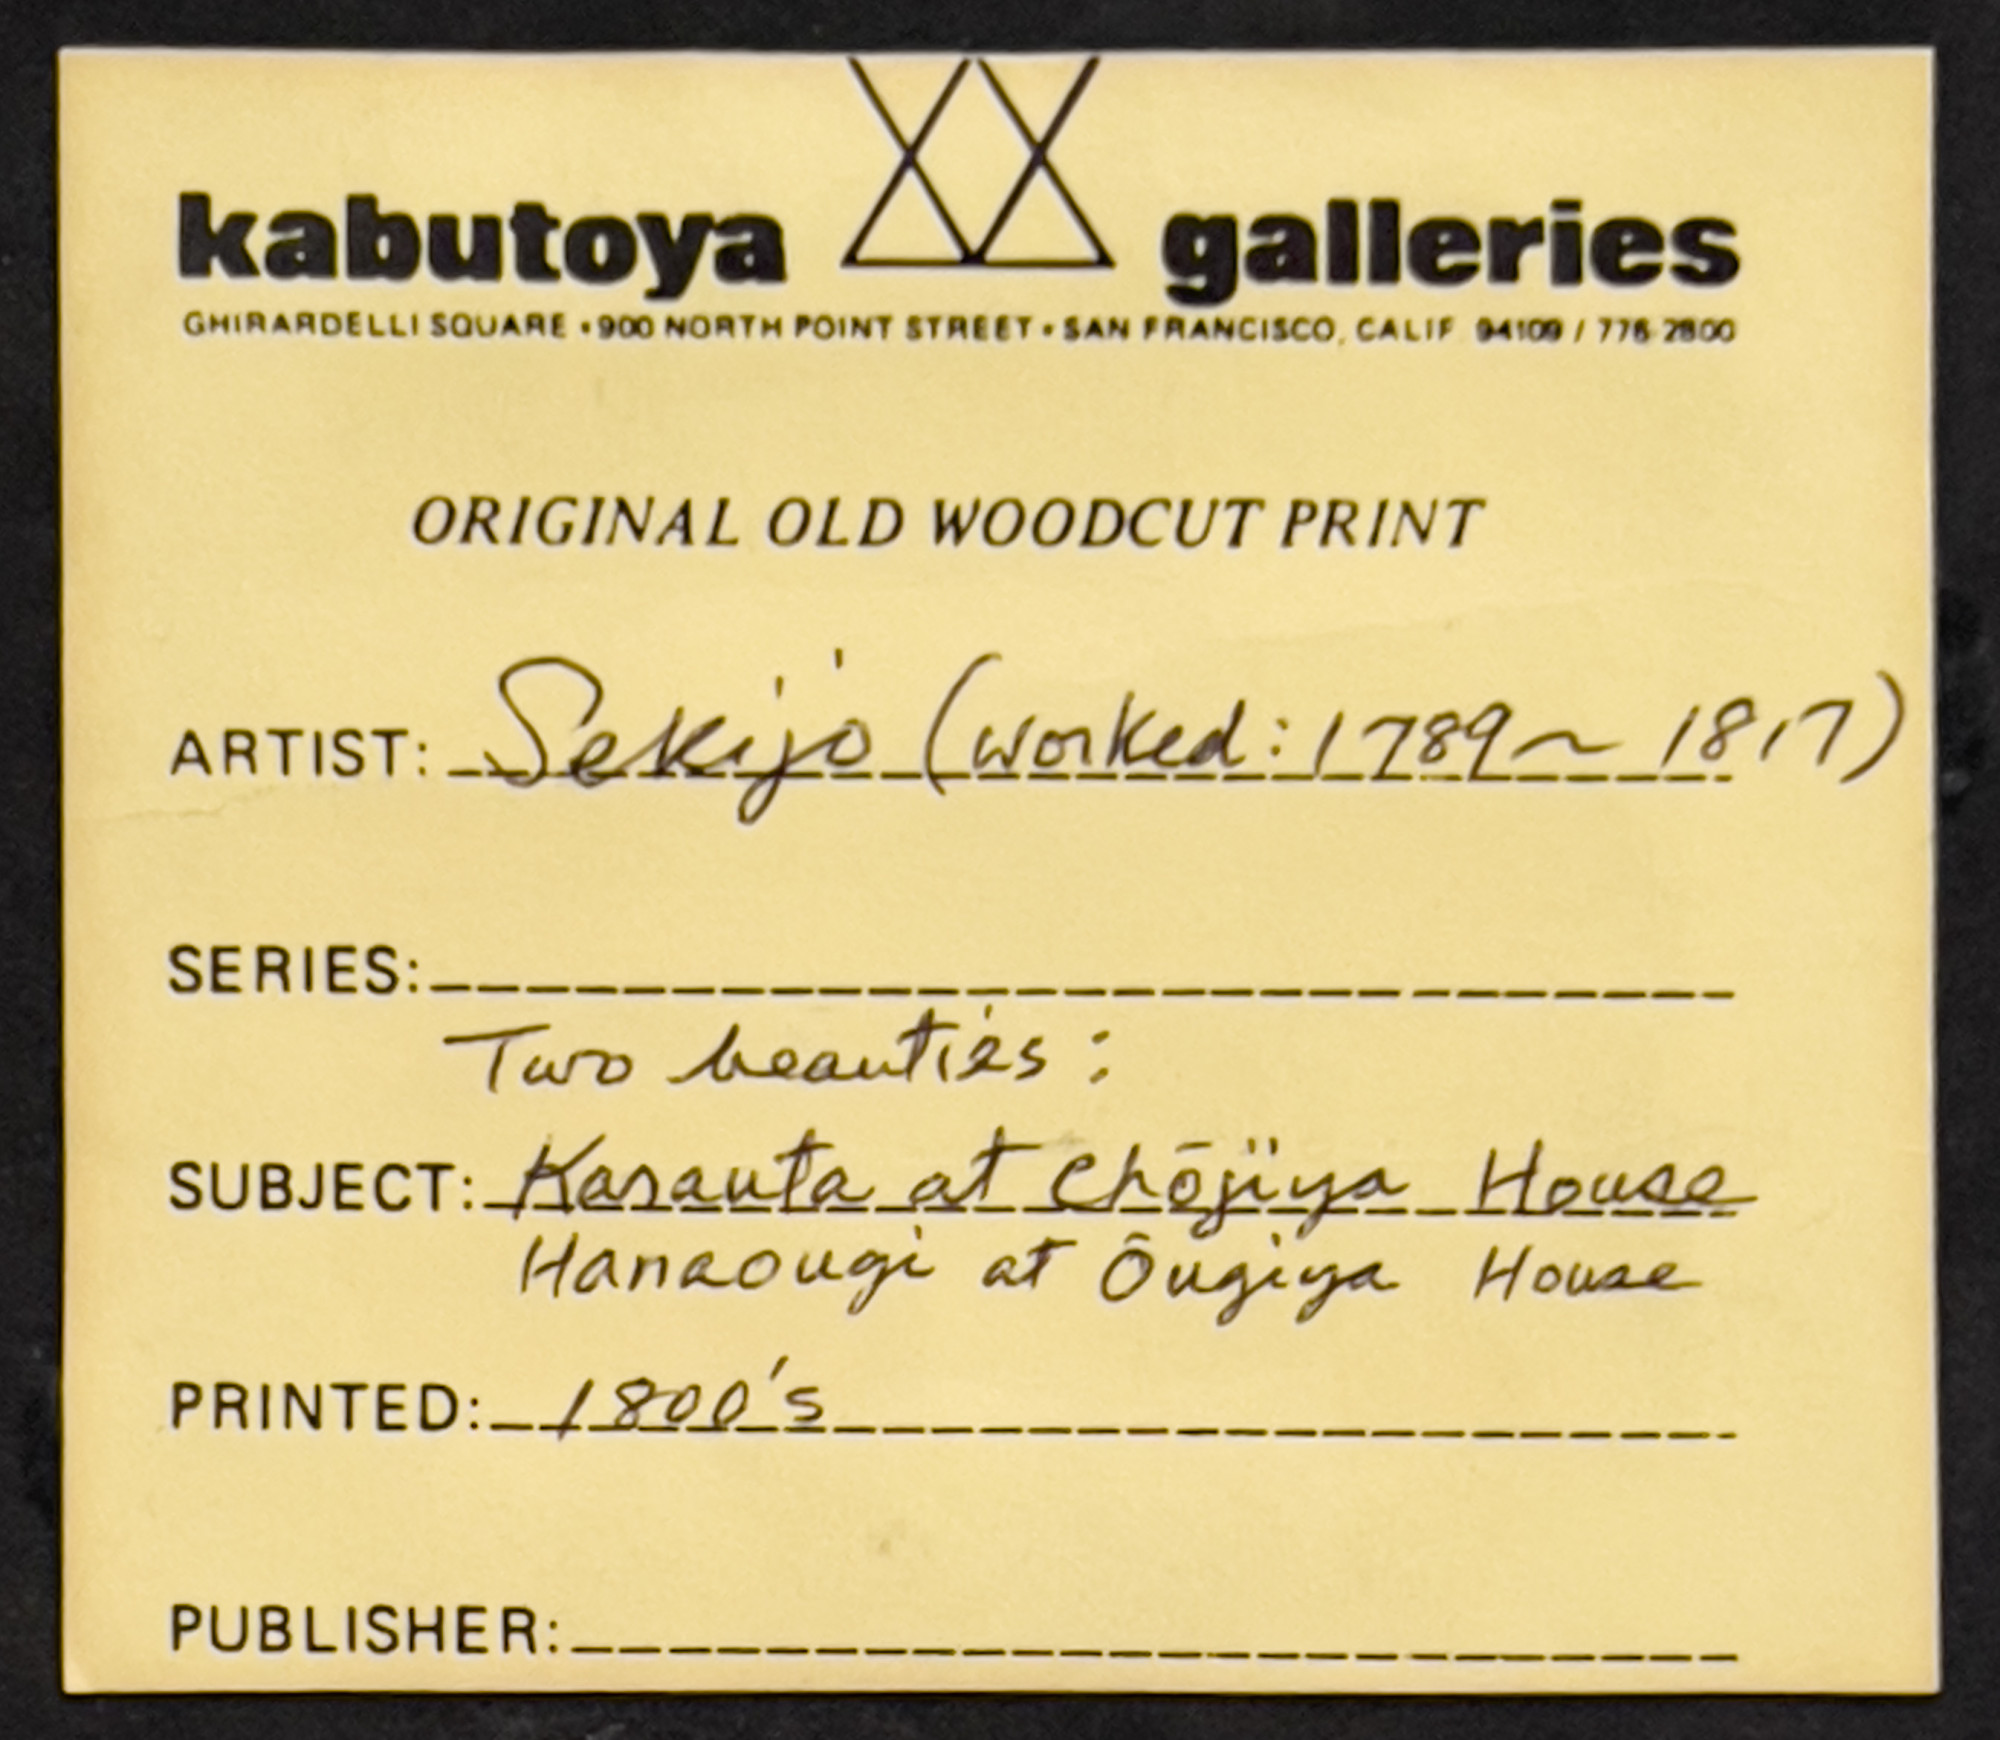 kabutoya galleries
GHIRARDELLI SQUARE • 900 NORTH POINT STREET • SAN FRANCISCO, CALIF 94109 / 776-2800
ORIGINAL OLD WOODCUT PRINT
ARTIST: Sekijo (worked: 1789 ~ 1817)
SERIES:
Two beauties:
SUBJECT: Karauta at Chōjiya House
Hanaougi at Ōugiya House
PRINTED: 1800's
PUBLISHER: